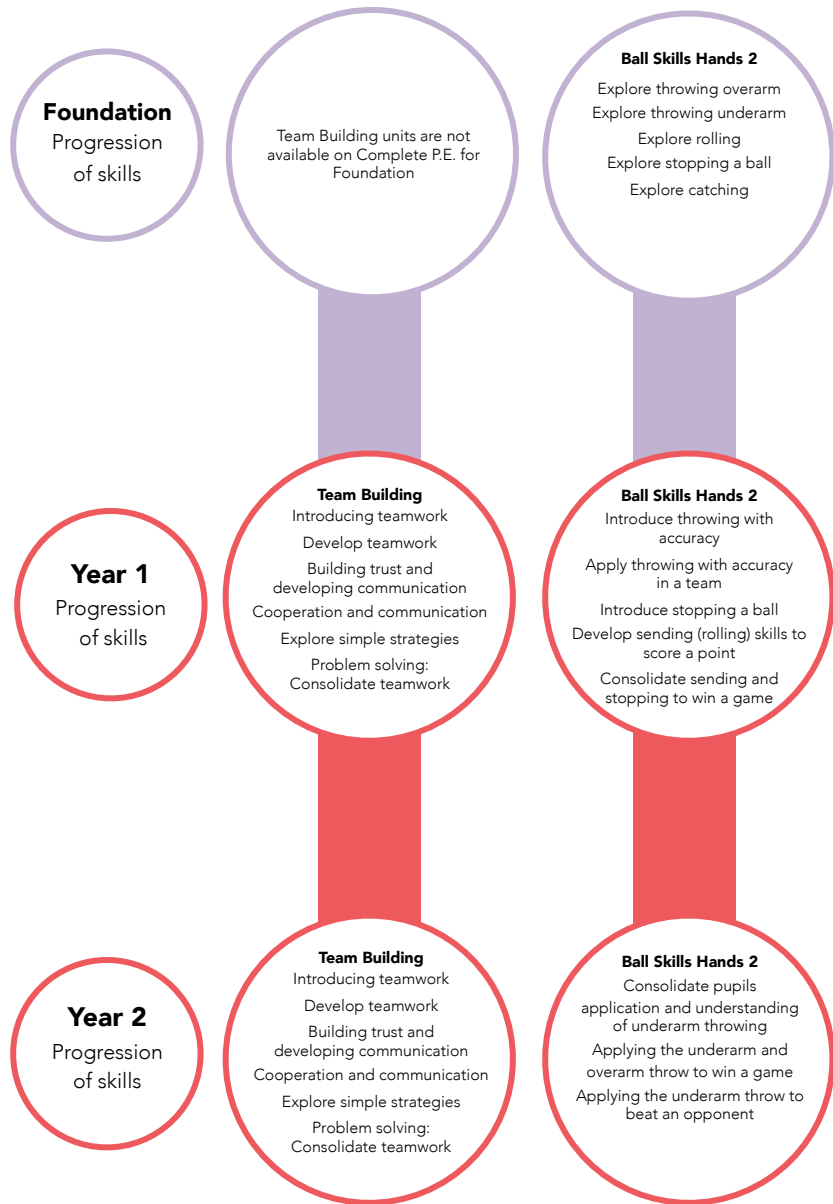 Foundation
Progression
of skills
Team Building units are not
available on Complete P.E. for
Foundation
Ball Skills Hands 2
Explore throwing overarm
Explore throwing underarm
Explore rolling
Explore stopping a ball
Explore catching
Year 1
Progression
of skills
Team Building
Introducing teamwork
Develop teamwork
Building trust and
developing communication
Cooperation and communication
Explore simple strategies
Problem solving:
Consolidate teamwork
Ball Skills Hands 2
Introduce throwing with
accuracy
Apply throwing with accuracy
in a team
Introduce stopping a ball
Develop sending (rolling) skills to
score a point
Consolidate sending and
stopping to win a game
Year 2
Progression
of skills
Team Building
Introducing teamwork
Develop teamwork
Building trust and
developing communication
Cooperation and communication
Explore simple strategies
Problem solving:
Consolidate teamwork
Ball Skills Hands 2
Consolidate pupils
application and understanding
of underarm throwing
Applying the underarm and
overarm throw to win a game
Applying the underarm throw to
beat an opponent